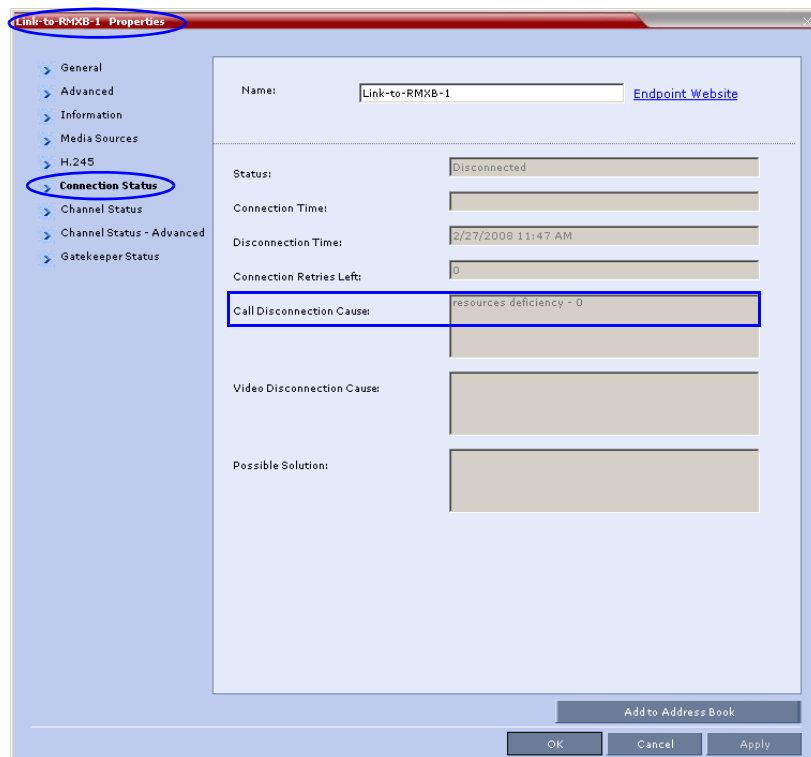 Link-to-RMXB-1 Properties
General
Advanced
Information
Media Sources
H.245
Connection Status
Channel Status
Channel Status - Advanced
Gatekeeper Status
Name: Link-to-RMXB-1 Endpoint Website
Status: Disconnected
Connection Time:
Disconnection Time: 2/27/2008 11:47 AM
Connection Retries Left: 0
Call Disconnection Cause: resources deficiency - 0
Video Disconnection Cause:
Possible Solution:
Add to Address Book
OK Cancel Apply